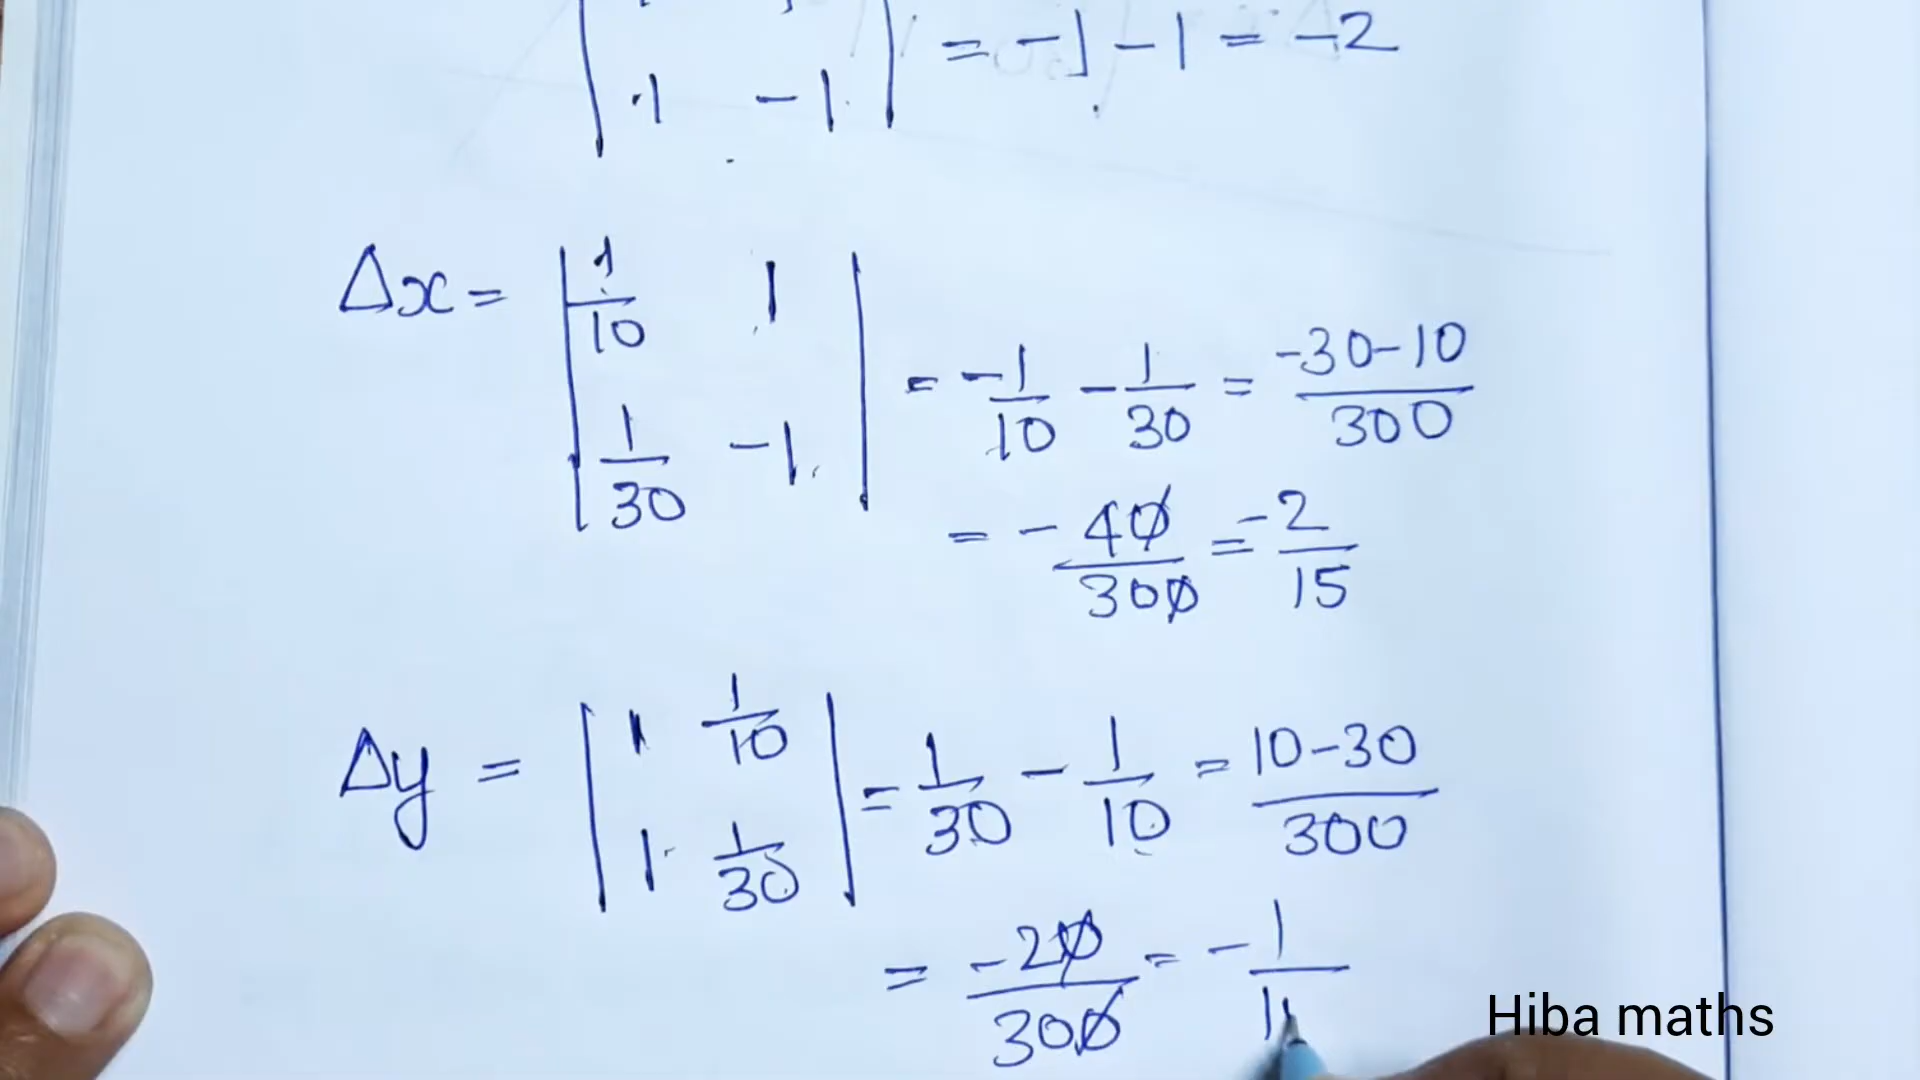 | 1 -1 | = -1 - 1 = -2
Δx = | 1/10 1 |
| 1/30 -1 | = -1/10 - 1/30 = -30-10/300
= -40/300 = -2/15
Δy = | 1 1/10 |
| 1 1/30 | = 1/30 - 1/10 = 10-30/300
= -20/300 = -1/1
Hiba maths